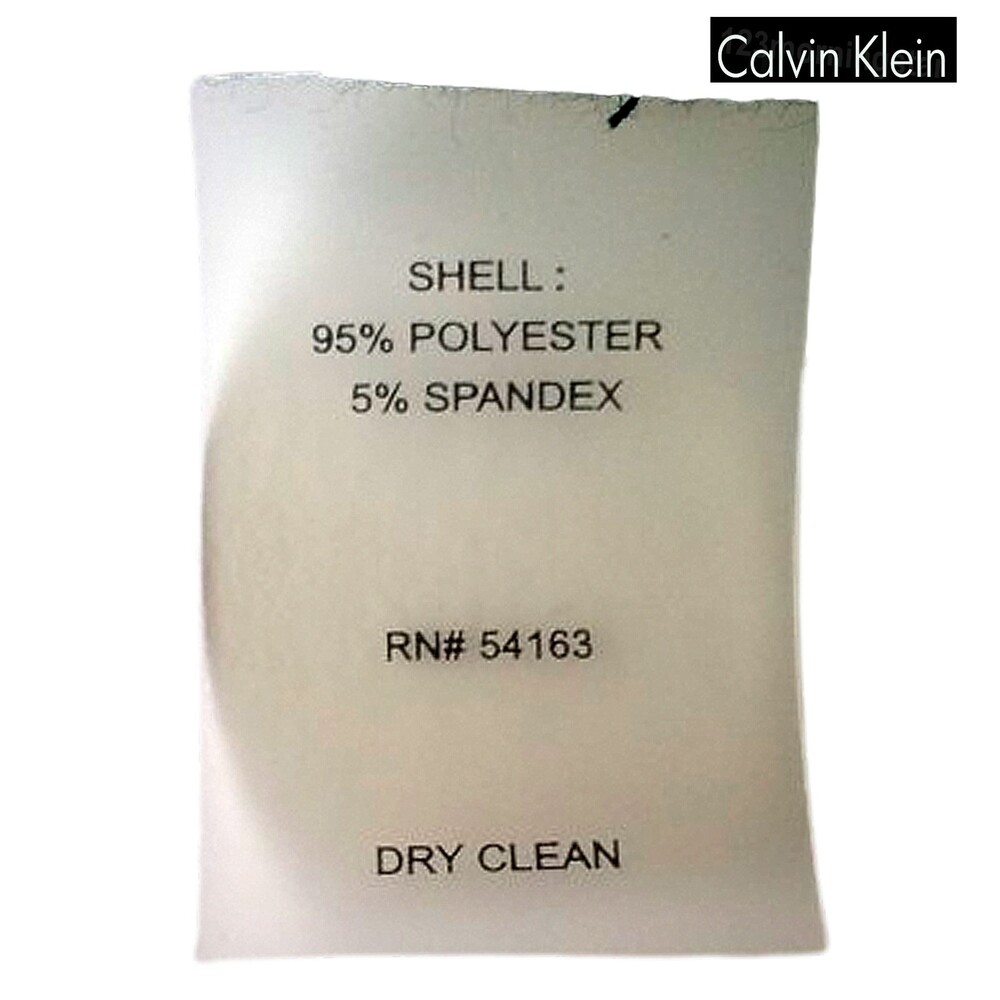 Calvin Klein
SHELL :
95% POLYESTER
5% SPANDEX
RN# 54163
DRY CLEAN